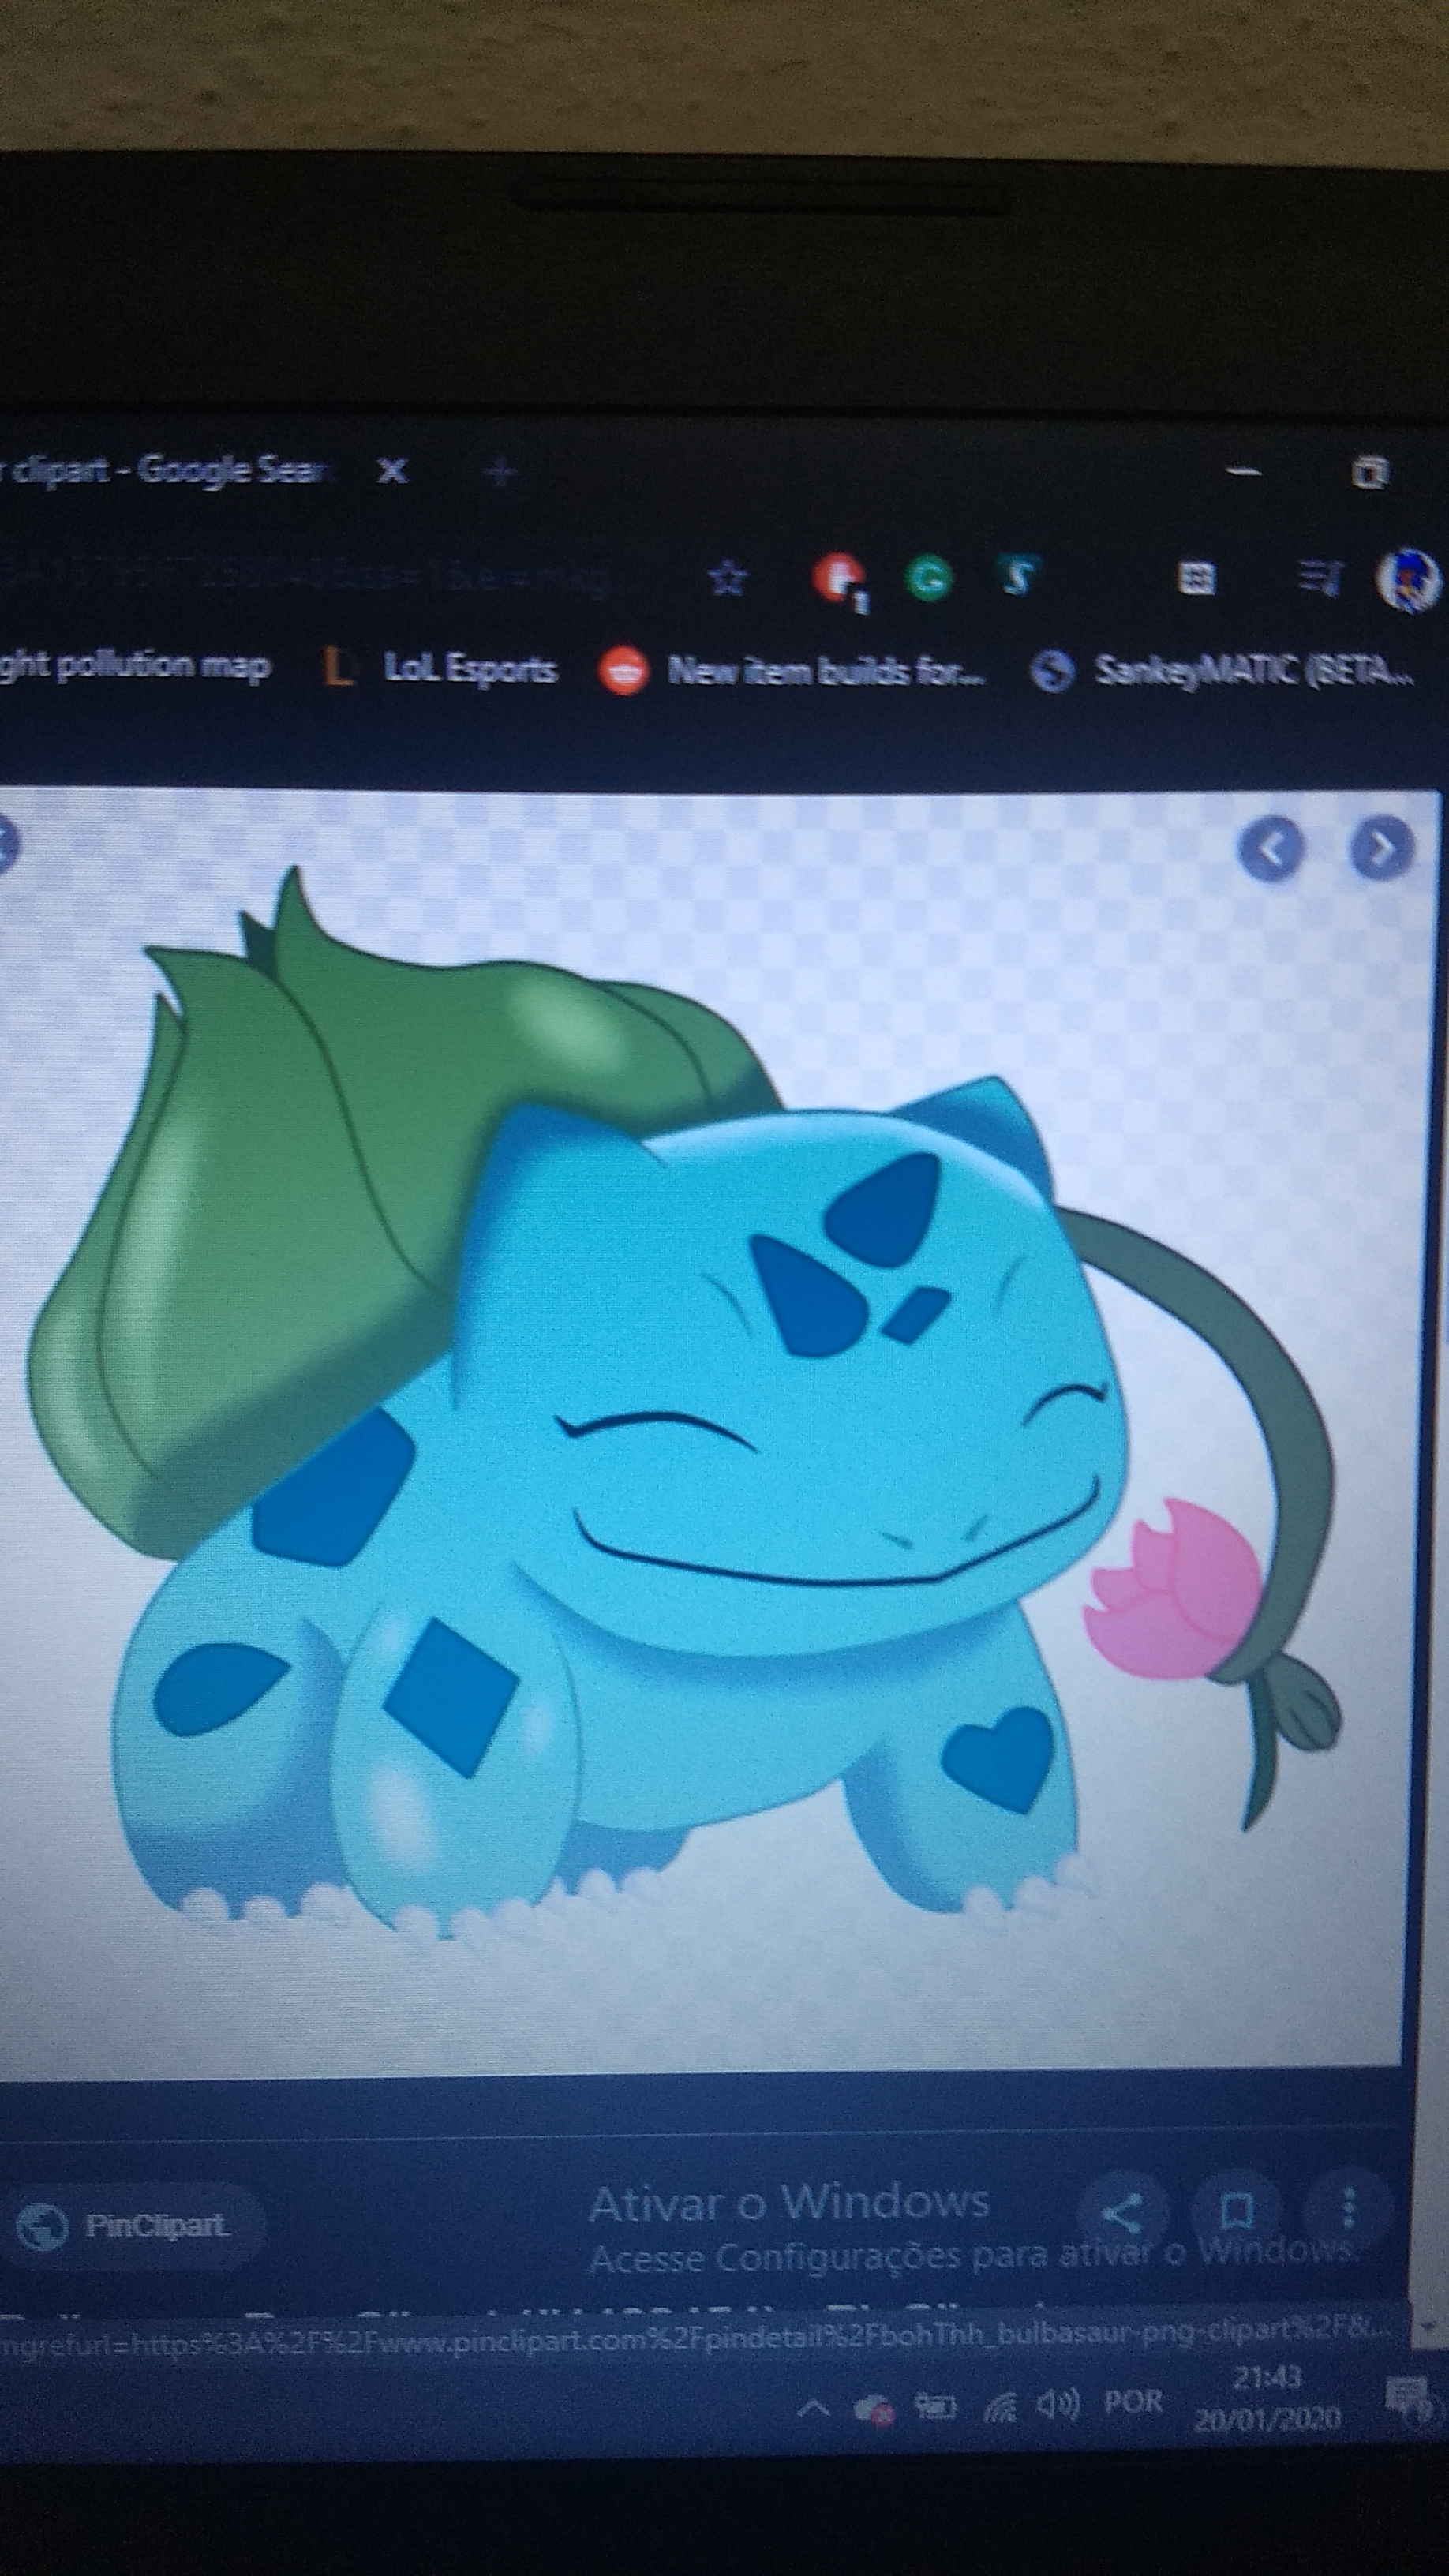 r clipart - Google Sear
ght pollution map LoL Esports New item builds for... SankeyMATIC (BETA...
PinClipart
Ativar o Windows
Acesse Configurações para ativar o Windows.
mgrefurl=https%3A%2F%2Fwww.pinclipart.com%2Fpindetail%2FbohThh_bulbasaur-png-clipart%2F&...
POR
21:43
20/01/2020